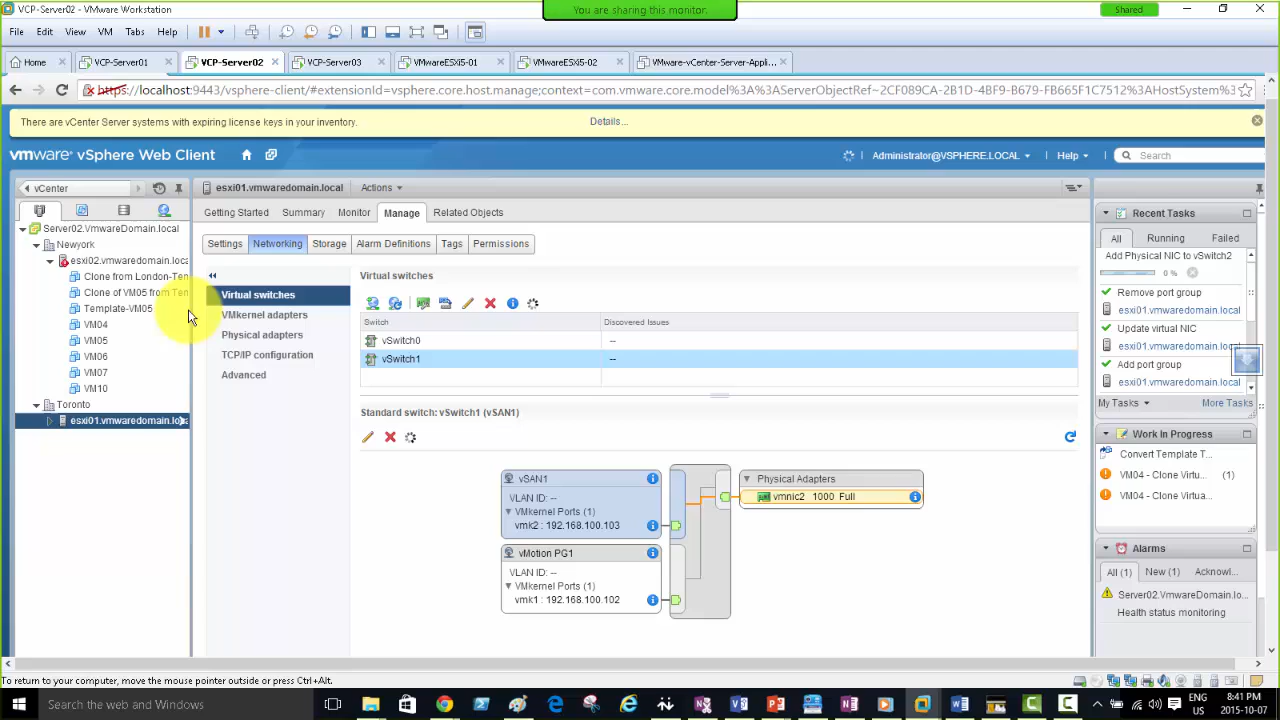 You are sharing this monitor.
VCP-Server02 - VMware Workstation
Shared
File Edit View VM Tabs Help
Home VCP-Server01 VCP-Server02 VCP-Server03 VMwareESXi5-01 VMwareESXi5-02 VMware-vCenter-Server-Appli...
https://localhost:9443/vsphere-client/#extensionId=vsphere.core.host.manage;context=com.vmware.core.model%3A%3AServerObjectRef~2CF089CA-2B1D-4BF9-B679-FB665F1C7512%3AHostSystem%3
There are vCenter Server systems with expiring license keys in your inventory. Details...
vmware vSphere Web Client Administrator@VSPHERE.LOCAL Help Search
vCenter
Server02.VmwareDomain.local
Newyork
esxi02.vmwaredomain.loc
Clone from London-Ten
Clone of VM05 from Ten
Template-VM05
VM04
VM05
VM06
VM07
VM10
Toronto
esxi01.vmwaredomain.loc
esxi01.vmwaredomain.local Actions
Getting Started Summary Monitor Manage Related Objects
Settings Networking Storage Alarm Definitions Tags Permissions
Virtual switches
VMkernel adapters
Physical adapters
TCP/IP configuration
Advanced
Virtual switches
Switch Discovered Issues
vSwitch0 --
vSwitch1 --
Standard switch: vSwitch1 (vSAN1)
vSAN1
VLAN ID: --
VMkernel Ports (1)
vmk2 : 192.168.100.103
vMotion PG1
VLAN ID: --
VMkernel Ports (1)
vmk1 : 192.168.100.102
Physical Adapters
vmnic2 1000 Full
Recent Tasks
All Running Failed
Add Physical NIC to vSwitch2
0 %
Remove port group
esxi01.vmwaredomain.local
Update virtual NIC
esxi01.vmwaredomain.local
Add port group
esxi01.vmwaredomain.local
My Tasks More Tasks
Work In Progress
Convert Template T...
VM04 - Clone Virtu... (1)
VM04 - Clone Virtua...
Alarms
All (1) New (1) Acknowl...
Server02.VmwareDomain.lo...
Health status monitoring
To return to your computer, move the mouse pointer outside or press Ctrl+Alt.
Search the web and Windows
ENG
US
8:41 PM
2015-10-07